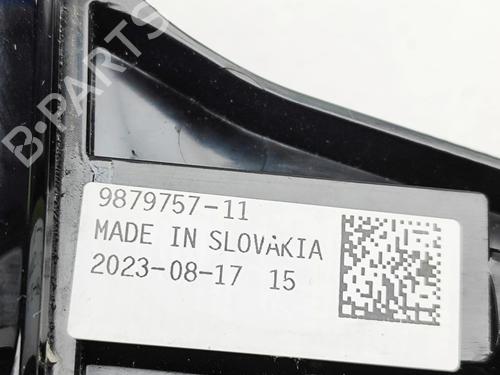 B-PARTS
9879757-11
MADE IN SLOVAKIA
2023-08-17 15